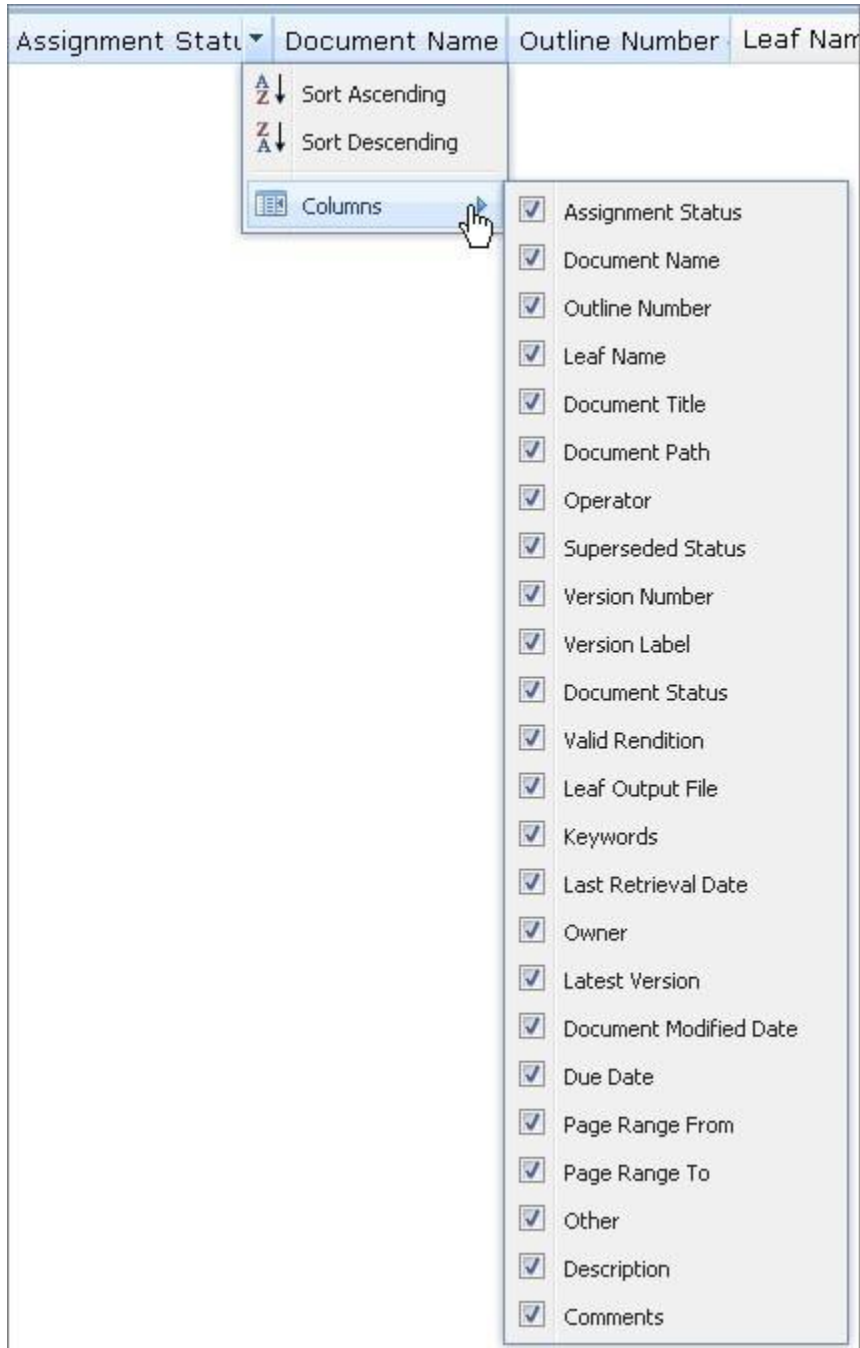 Assignment Statu Document Name Outline Number Leaf Nam
Sort Ascending
Sort Descending
Columns
Assignment Status
Document Name
Outline Number
Leaf Name
Document Title
Document Path
Operator
Superseded Status
Version Number
Version Label
Document Status
Valid Rendition
Leaf Output File
Keywords
Last Retrieval Date
Owner
Latest Version
Document Modified Date
Due Date
Page Range From
Page Range To
Other
Description
Comments